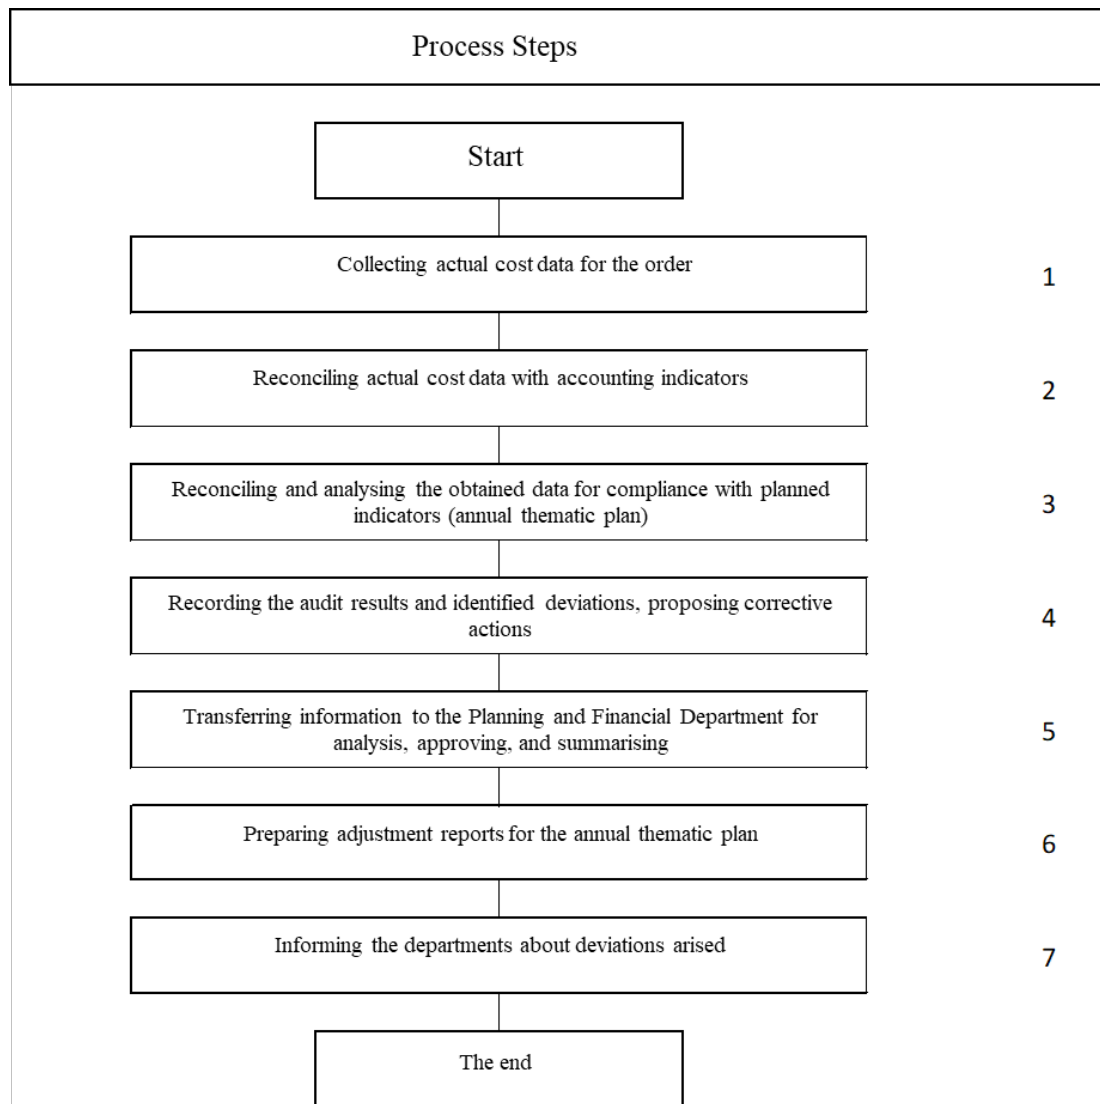 Process Steps
Start
Collecting actual cost data for the order
1
Reconciling actual cost data with accounting indicators
2
Reconciling and analysing the obtained data for compliance with planned
indicators (annual thematic plan)
3
Recording the audit results and identified deviations, proposing corrective
actions
4
Transferring information to the Planning and Financial Department for
analysis, approving, and summarising
5
Preparing adjustment reports for the annual thematic plan
6
Informing the departments about deviations arised
7
The end